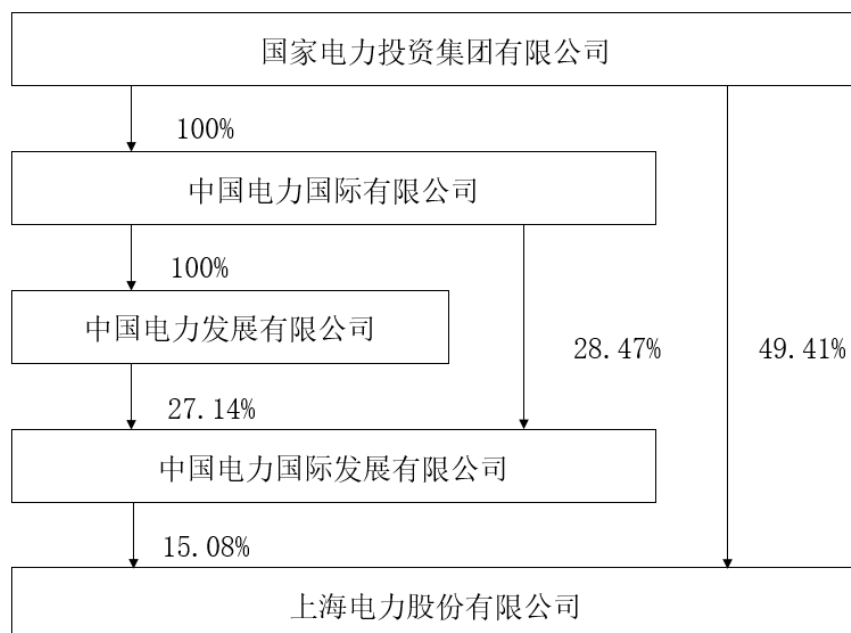 国家电力投资集团有限公司
100%
中国电力国际有限公司
100%
中国电力发展有限公司
28.47%
49.41%
27.14%
中国电力国际发展有限公司
15.08%
上海电力股份有限公司